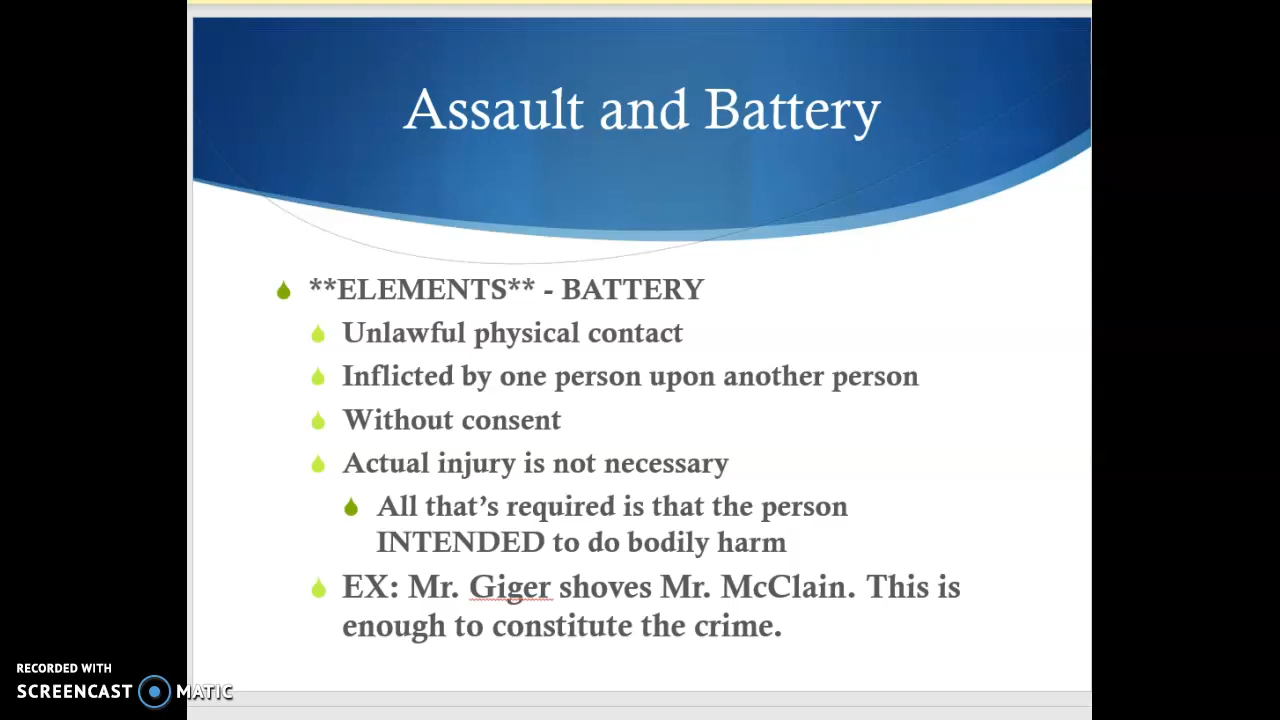 Assault and Battery
**ELEMENTS** - BATTERY
Unlawful physical contact
Inflicted by one person upon another person
Without consent
Actual injury is not necessary
All that's required is that the person
INTENDED to do bodily harm
EX: Mr. Giger shoves Mr. McClain. This is
enough to constitute the crime.
RECORDED WITH
SCREENCAST MATIC